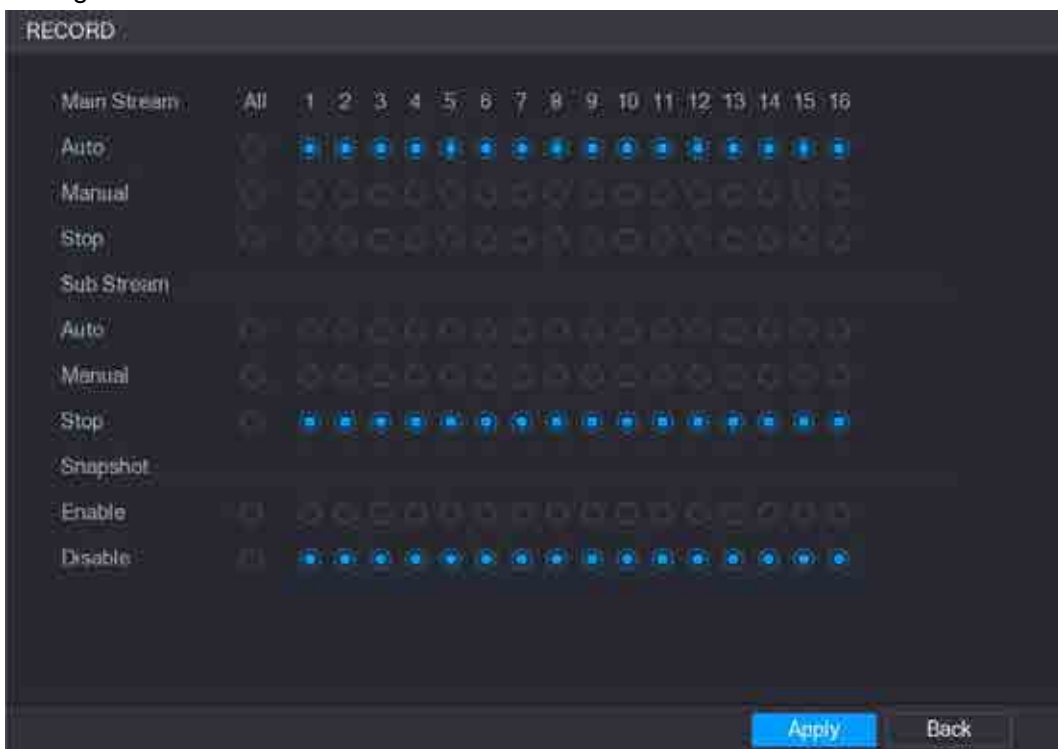 RECORD
Main Stream All 1 2 3 4 5 6 7 8 9 10 11 12 13 14 15 16
Auto
Manual
Stop
Sub Stream
Auto
Manual
Stop
Snapshot
Enable
Disable
Apply Back